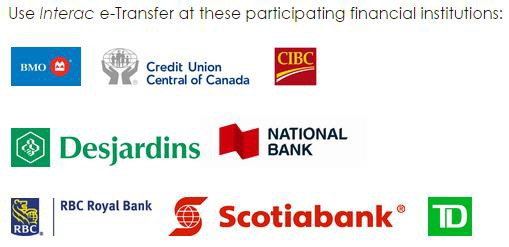 Use Interac e-Transfer at these participating financial institutions:
BMO
Credit Union
Central of Canada
CIBC
Desjardins
NATIONAL
BANK
RBC
RBC Royal Bank
Scotiabank®
TD